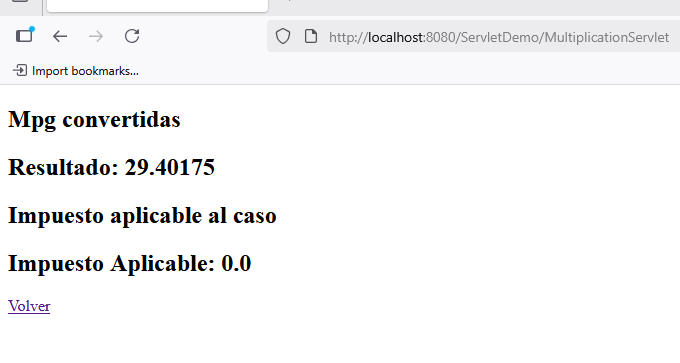 http://localhost:8080/ServletDemo/MultiplicationServlet
Import bookmarks...
Mpg convertidas
Resultado: 29.40175
Impuesto aplicable al caso
Impuesto Aplicable: 0.0
Volver